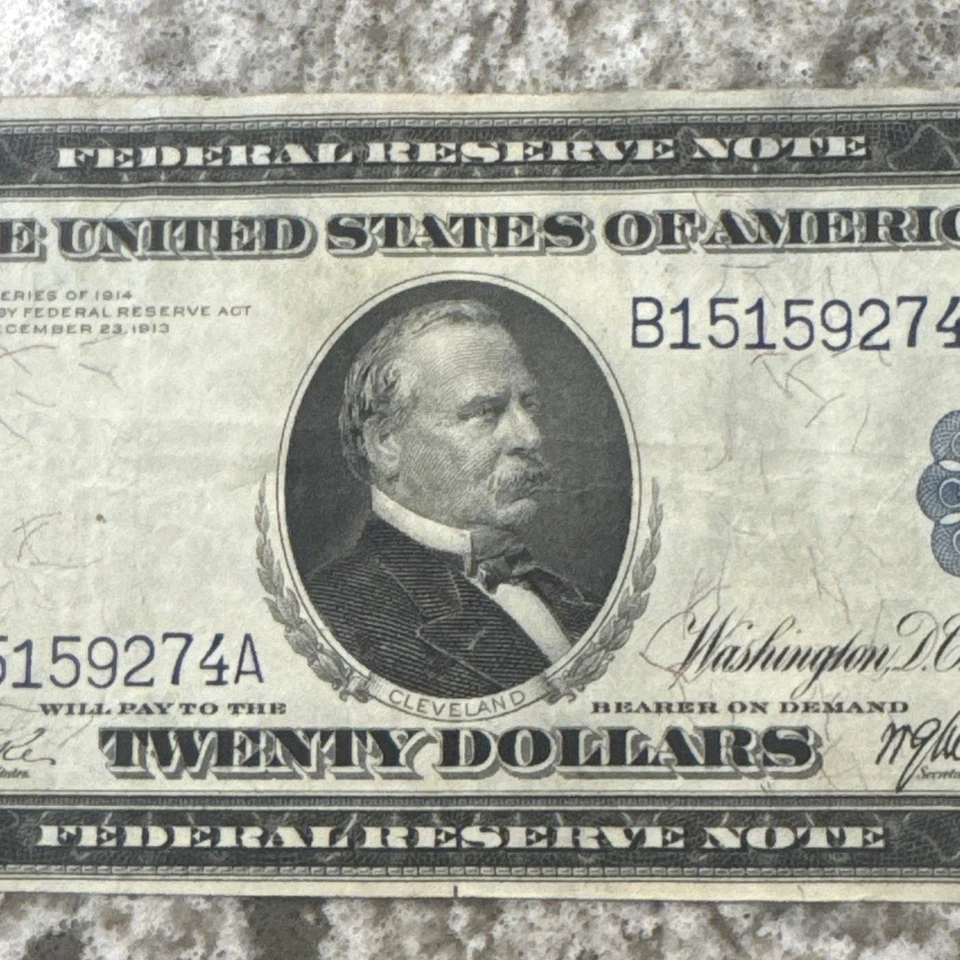 FEDERAL RESERVE NOTE
E UNITED STATES OF AMERIC
ERIES OF 1914
BY FEDERAL RESERVE ACT
ECEMBER 23, 1913
B15159274
5159274A
Washington, D.C.
CLEVELAND
WILL PAY TO THE BEARER ON DEMAND
TWENTY DOLLARS
FEDERAL RESERVE NOTE